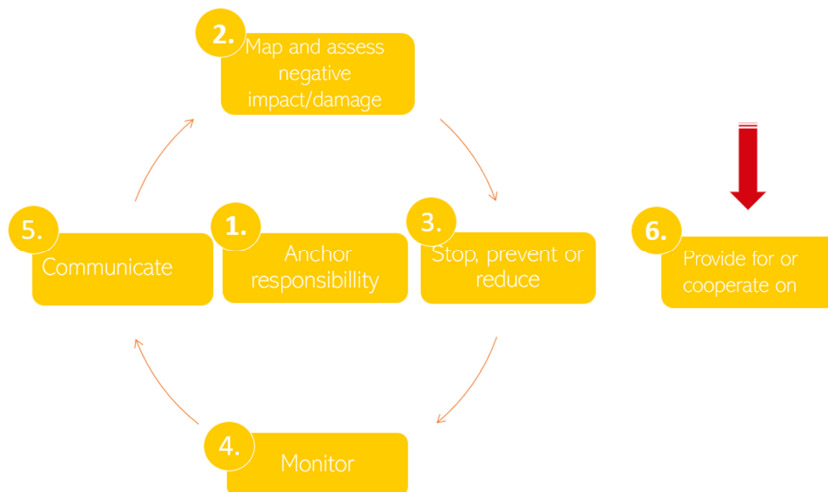 2.
Map and assess
negative
impact/damage
5.
Communicate
1.
Anchor
responsibillity
3.
Stop, prevent or
reduce
6.
Provide for or
cooperate on
4.
Monitor